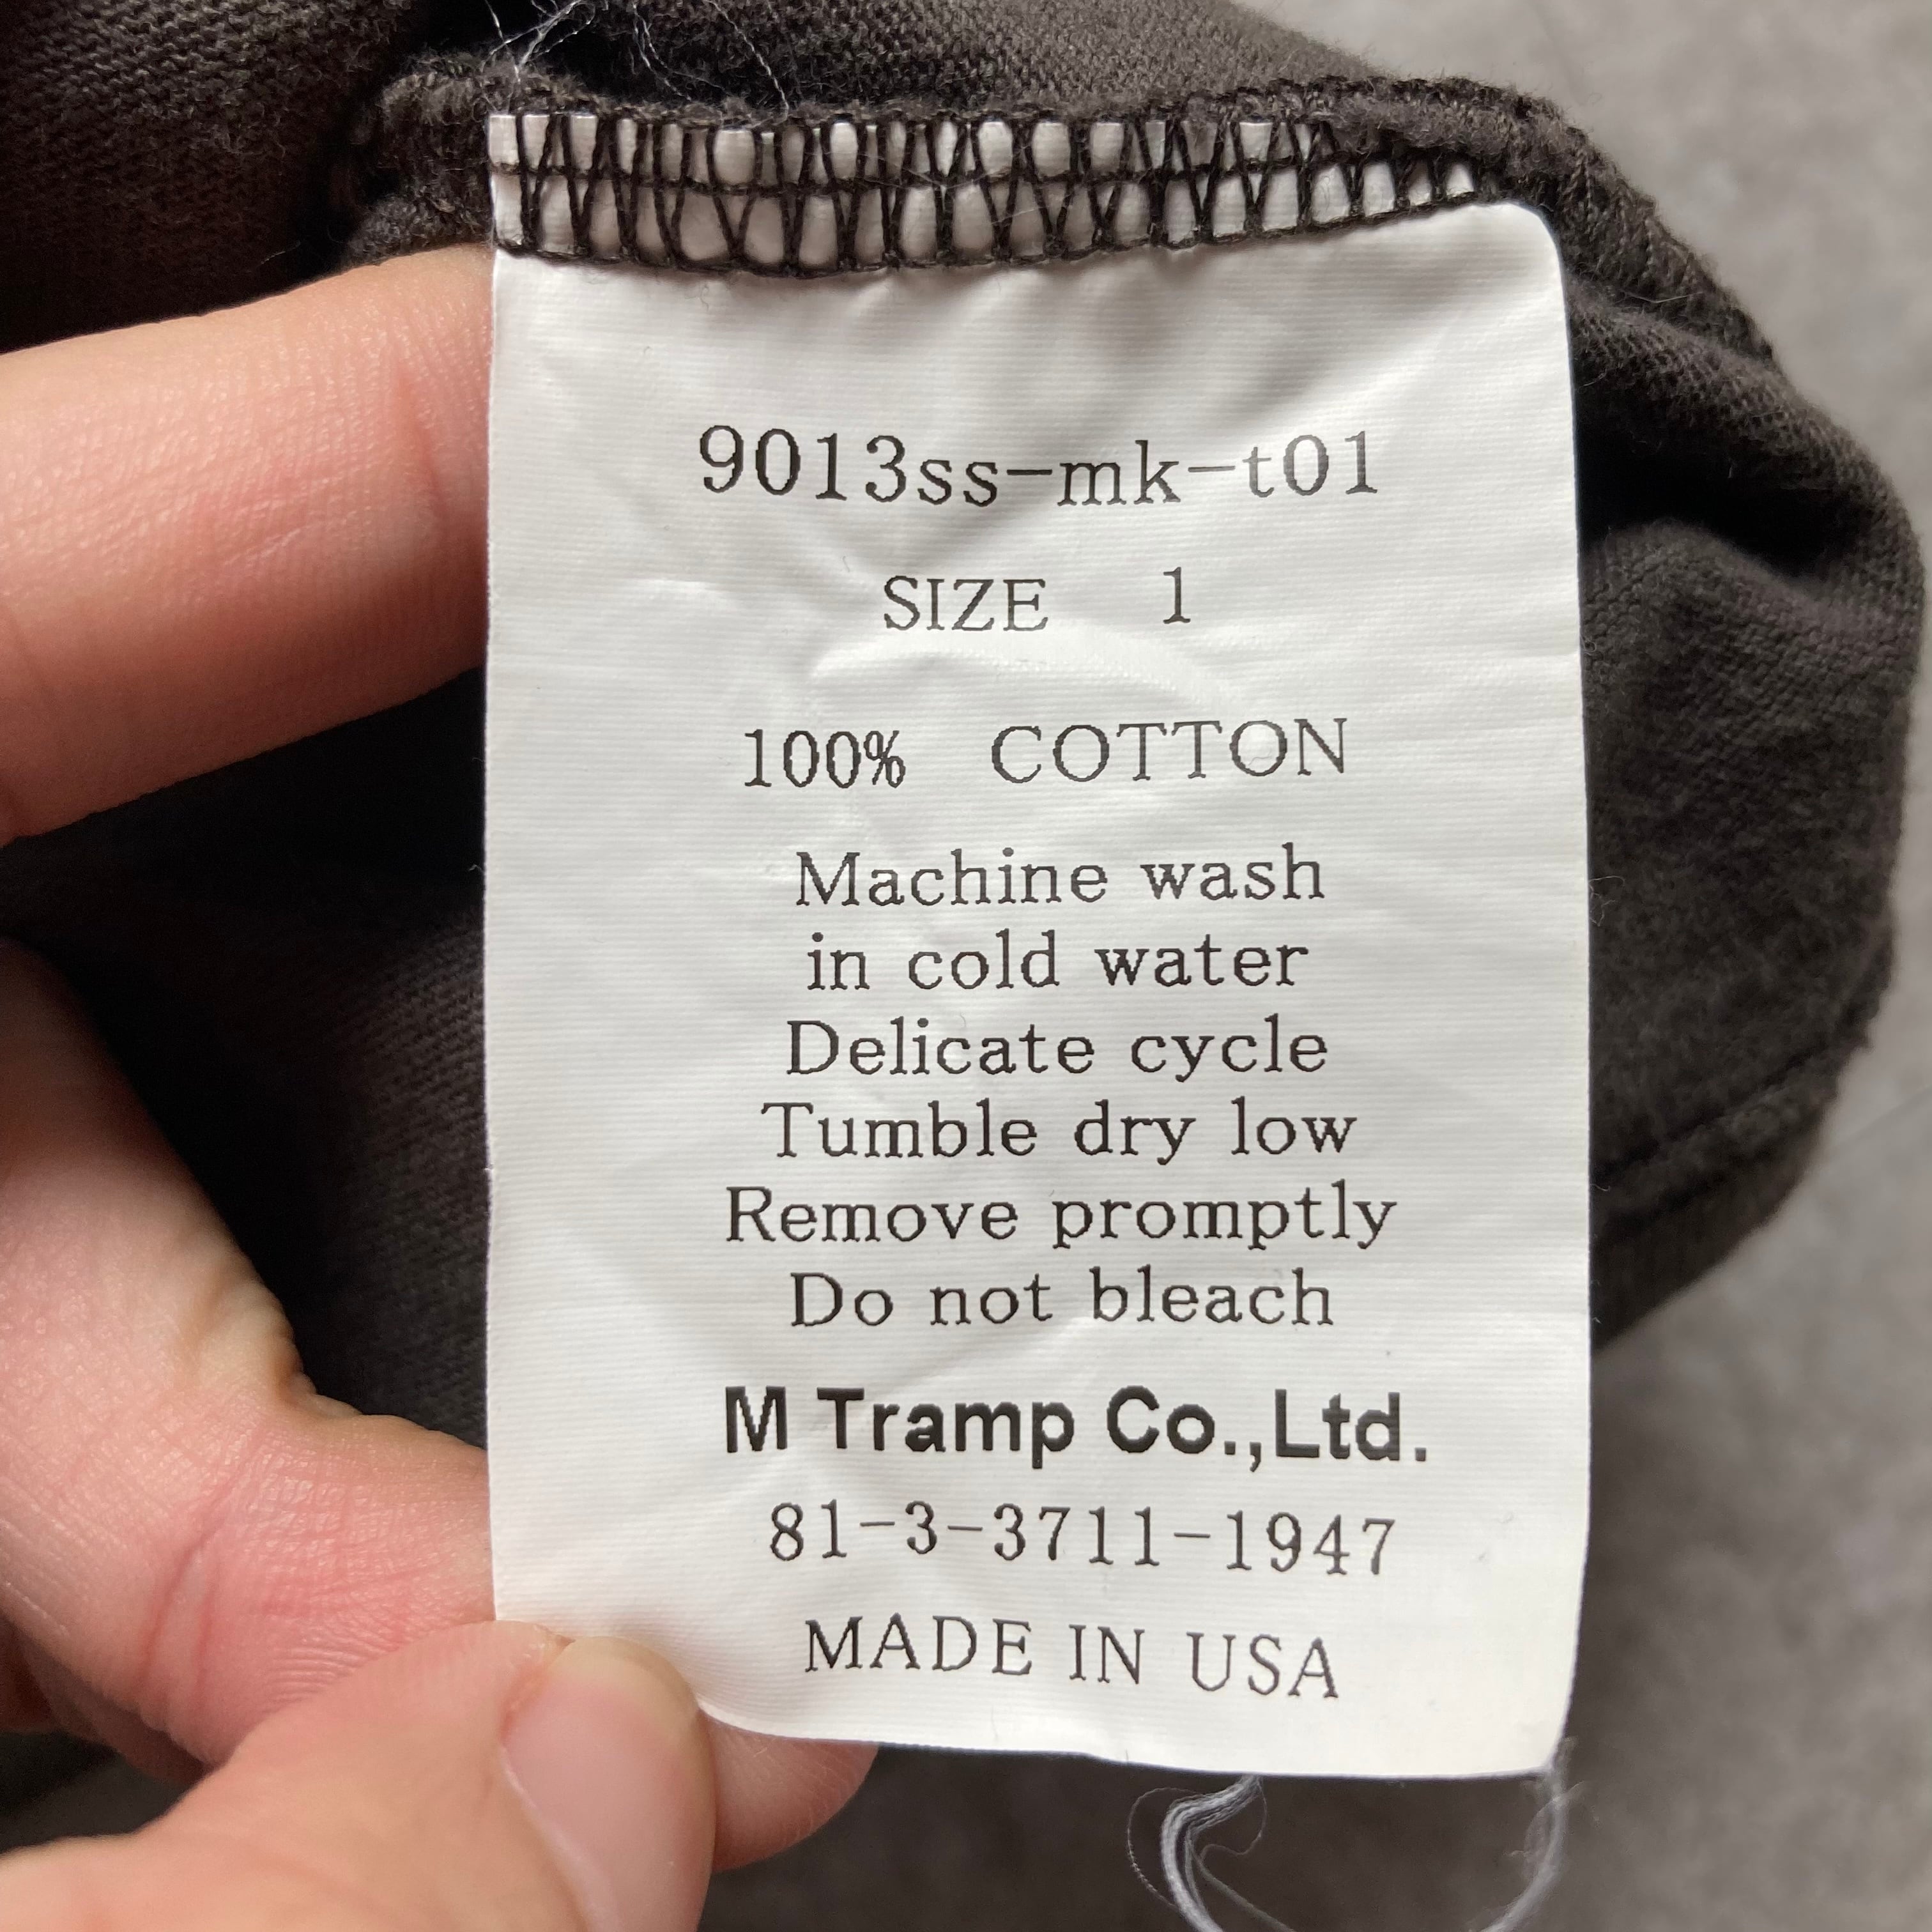 9013ss-mk-t01
SIZE 1
100% COTTON
Machine wash
in cold water
Delicate cycle
Tumble dry low
Remove promptly
Do not bleach
M Tramp Co.,Ltd.
81-3-3711-1947
MADE IN USA